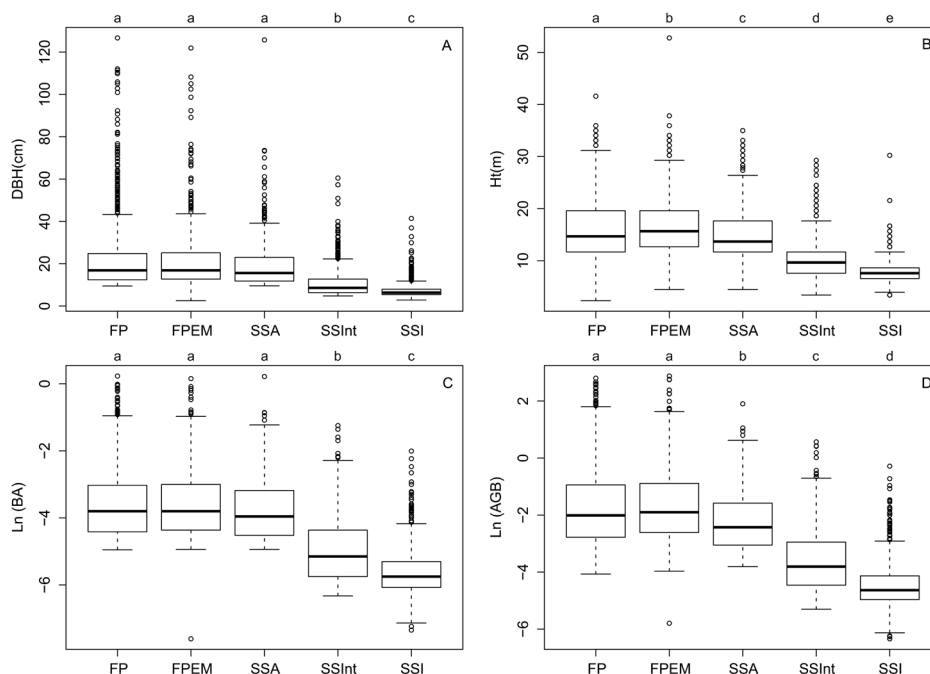 a a a b c
A
DBH(cm)
120
100
80
60
40
20
0
FP FPEM SSA SSInt SSI
a b c d e
B
Ht(m)
50
40
30
20
10
FP FPEM SSA SSInt SSI
a a a b c
C
Ln (BA)
0
-2
-4
-6
FP FPEM SSA SSInt SSI
a a b c d
D
Ln (AGB)
2
0
-2
-4
-6
FP FPEM SSA SSInt SSI